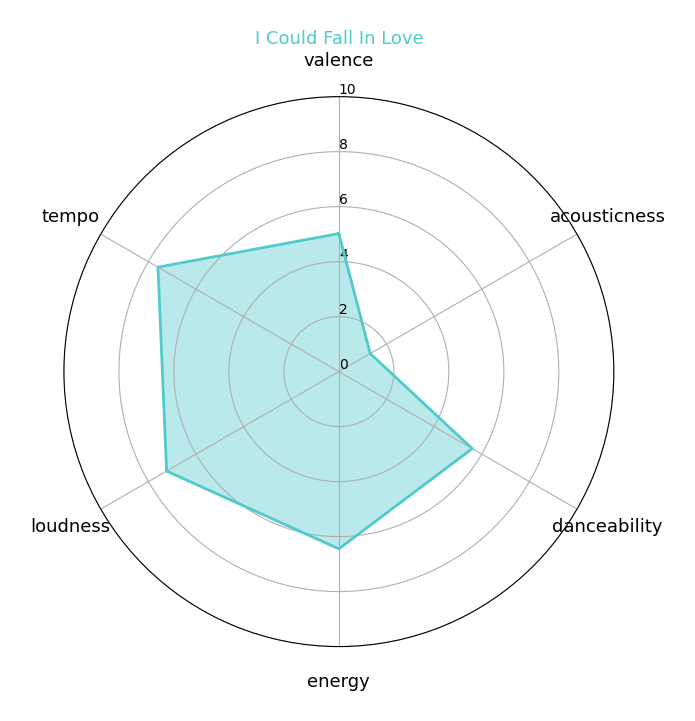 I Could Fall In Love
valence
10
8
6
4
2
0
tempo
acousticness
loudness
danceability
energy